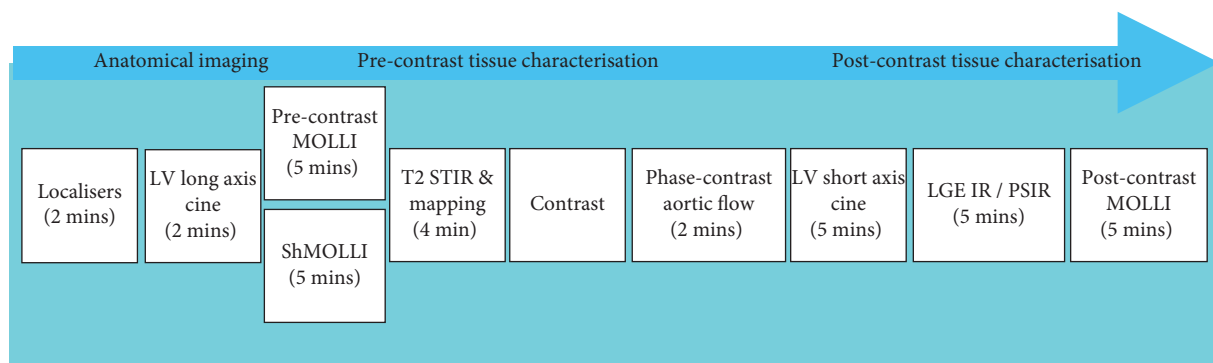 Anatomical imaging
Pre-contrast tissue characterisation
Post-contrast tissue characterisation
Localisers
(2 mins)
LV long axis
cine
(2 mins)
Pre-contrast
MOLLI
(5 mins)
ShMOLLI
(5 mins)
T2 STIR &
mapping
(4 min)
Contrast
Phase-contrast
aortic flow
(2 mins)
LV short axis
cine
(5 mins)
LGE IR / PSIR
(5 mins)
Post-contrast
MOLLI
(5 mins)